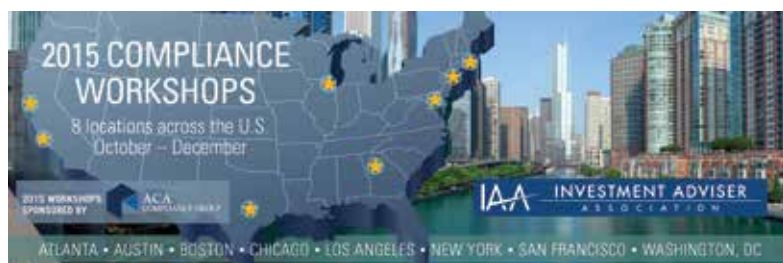 2015 COMPLIANCE
WORKSHOPS
8 locations across the U.S.
October – December
2015 WORKSHOPS
SPONSORED BY
ACA
COMPLIANCE GROUP
IAA INVESTMENT ADVISER
ASSOCIATION
ATLANTA • AUSTIN • BOSTON • CHICAGO • LOS ANGELES • NEW YORK • SAN FRANCISCO • WASHINGTON, DC